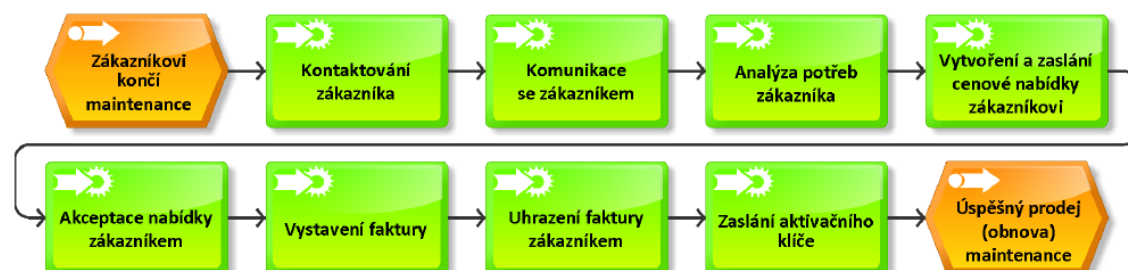 Zákazníkovi
končí
maintenance
Kontaktování
zákazníka
Komunikace
se zákazníkem
Analýza potřeb
zákazníka
Vytvoření a zaslání
cenové nabídky
zákazníkovi
Akceptace nabídky
zákazníkem
Vystavení faktury
Uhrazení faktury
zákazníkem
Zaslání aktivačního
klíče
Úspěšný prodej
(obnova)
maintenance